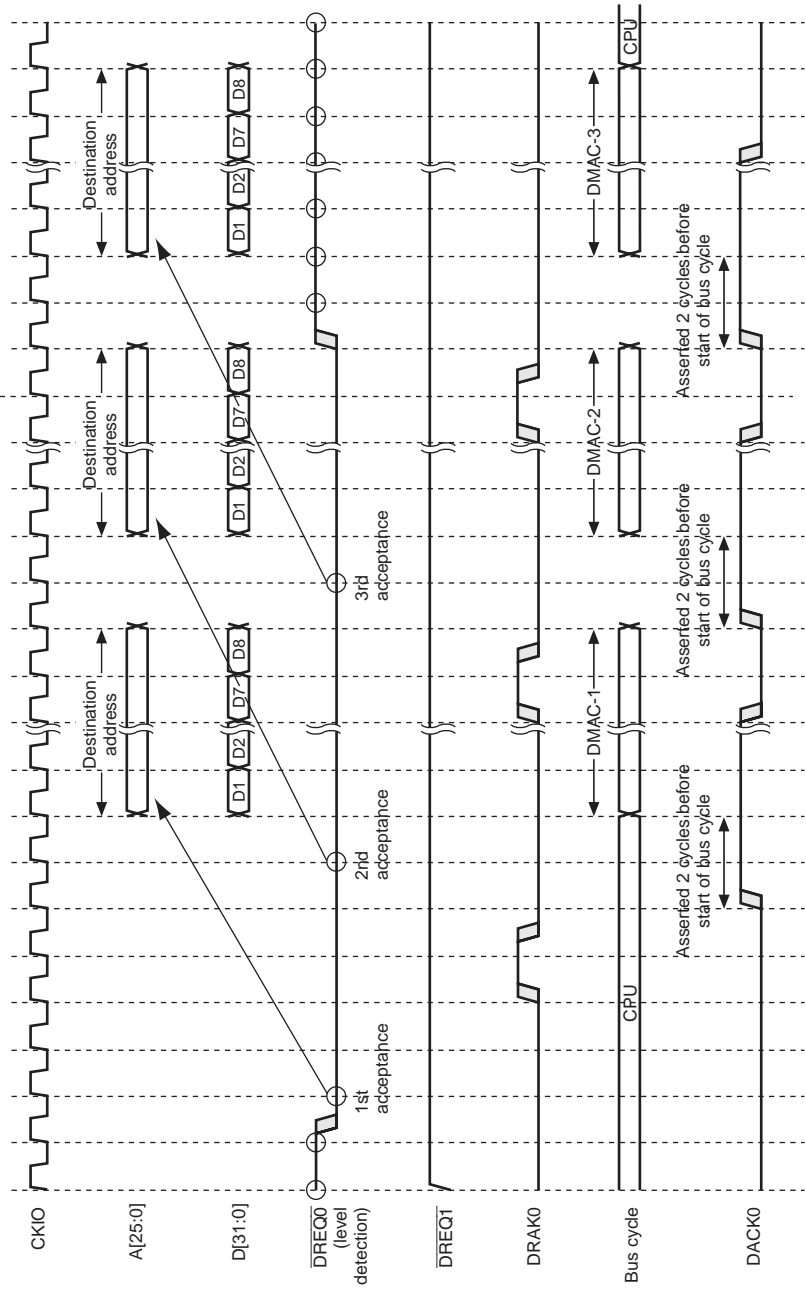 CKIO
A[25:0]
Destination
address
Destination
address
Destination
address
D[31:0]
D1
D2
D7
D8
D1
D2
D7
D8
D1
D2
D7
D8
DREQ0
(level
detection)
1st
acceptance
2nd
acceptance
3rd
acceptance
DREQ1
DRAK0
Bus cycle
CPU
DMAC-1
DMAC-2
DMAC-3
CPU
DACK0
Asserted 2 cycles before
start of bus cycle
Asserted 2 cycles before
start of bus cycle
Asserted 2 cycles before
start of bus cycle